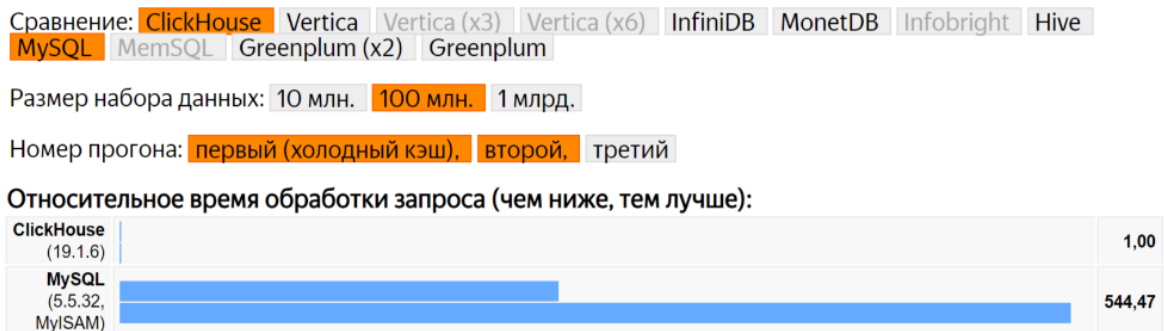 Сравнение: ClickHouse Vertica Vertica (x3) Vertica (x6) InfiniDB MonetDB Infobright Hive
MySQL MemSQL Greenplum (x2) Greenplum
Размер набора данных: 10 млн. 100 млн. 1 млрд.
Номер прогона: первый (холодный кэш), второй, третий
Относительное время обработки запроса (чем ниже, тем лучше):
ClickHouse
(19.1.6)
1,00
MySQL
(5.5.32,
MyISAM)
544,47